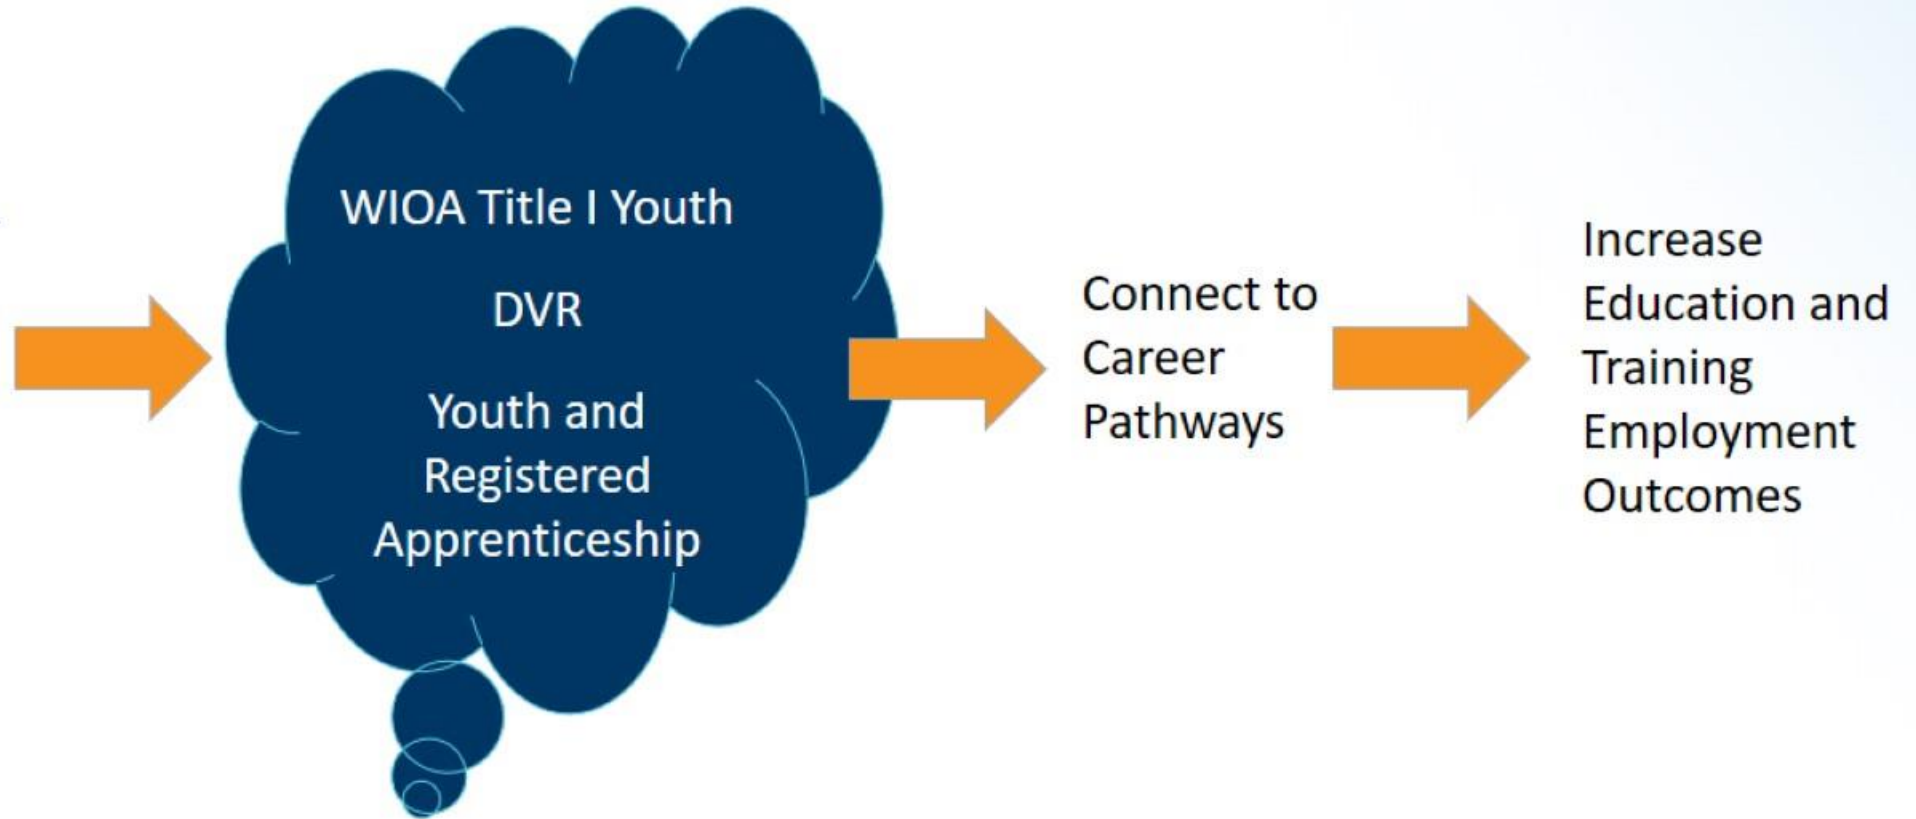 WIOA Title I Youth
DVR
Youth and
Registered
Apprenticeship
Connect to
Career
Pathways
Increase
Education and
Training
Employment
Outcomes